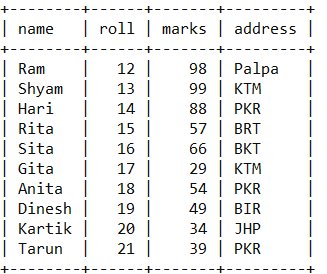 +---------+------+-------+---------+
| name    | roll | marks | address |
+---------+------+-------+---------+
| Ram     |   12 |    98 | Palpa   |
| Shyam   |   13 |    99 | KTM     |
| Hari    |   14 |    88 | PKR     |
| Rita    |   15 |    57 | BRT     |
| Sita    |   16 |    66 | BKT     |
| Gita    |   17 |    29 | KTM     |
| Anita   |   18 |    54 | PKR     |
| Dinesh  |   19 |    49 | BIR     |
| Kartik  |   20 |    34 | JHP     |
| Tarun   |   21 |    39 | PKR     |
+---------+------+-------+---------+